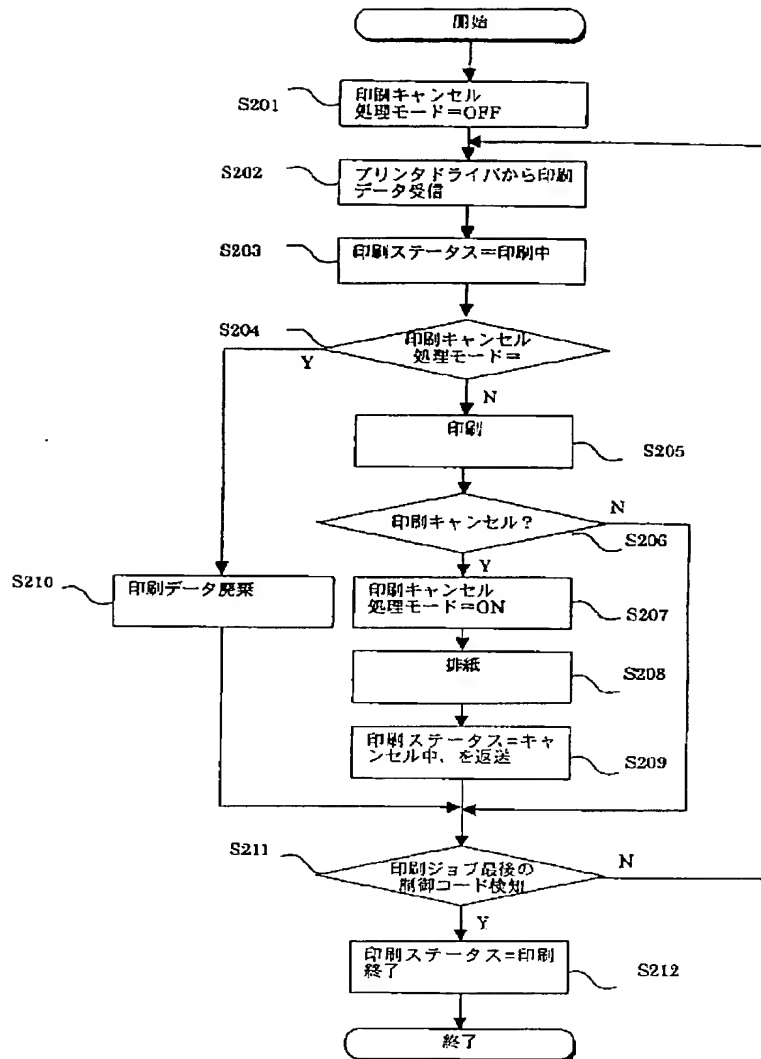 開始
S201
印刷キャンセル
処理モード=OFF
S202
プリンタドライバから印刷
データ受信
S203
印刷ステータス=印刷中
S204
印刷キャンセル
処理モード=
Y
N
印刷
S205
印刷キャンセル?
N
S206
Y
S210
印刷データ廃棄
印刷キャンセル
処理モード=ON
S207
排紙
S208
印刷ステータス=キャ
ンセル中、を返送
S209
S211
印刷ジョブ最後の
制御コード検知
N
Y
印刷ステータス=印刷
終了
S212
終了